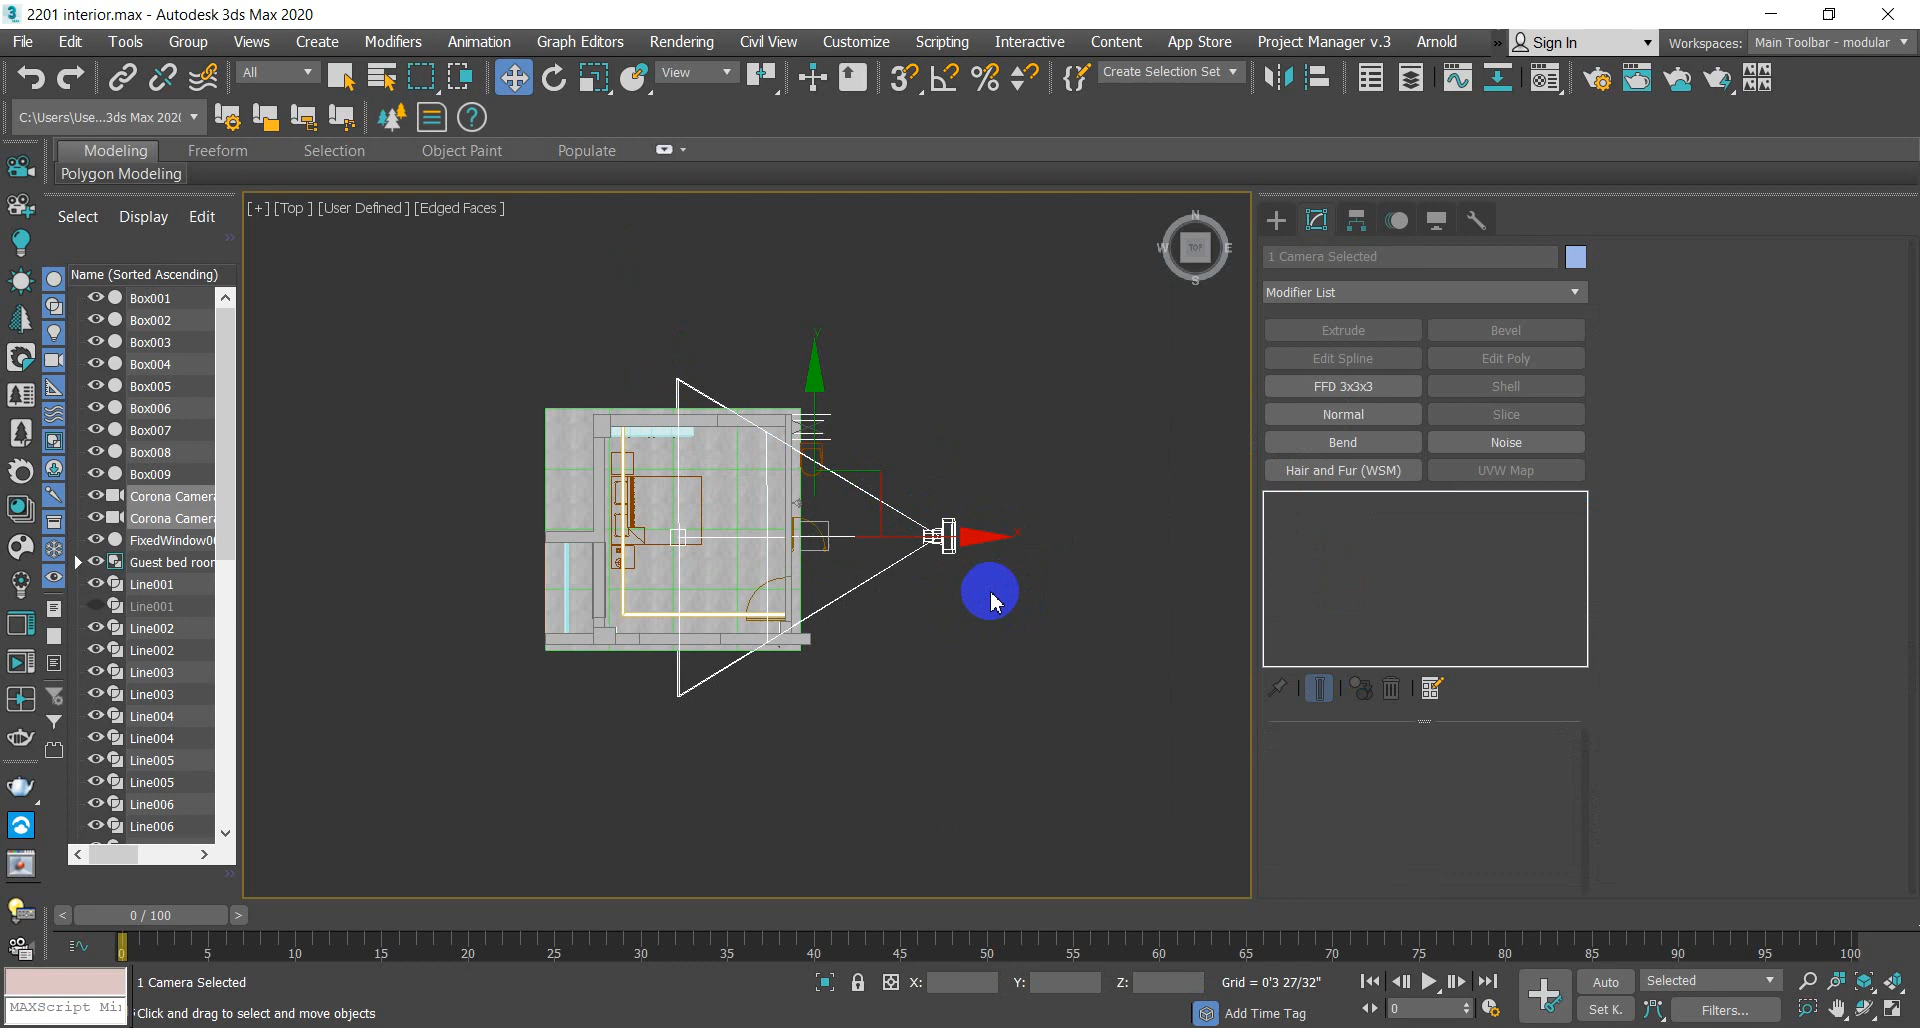 2201 interior.max - Autodesk 3ds Max 2020
File Edit Tools Group Views Create Modifiers Animation Graph Editors Rendering Civil View Customize Scripting Interactive Content App Store Project Manager v.3 Arnold » Sign In Workspaces: Main Toolbar - modular
All View Create Selection Set
C:\Users\Use...3ds Max 202(
Modeling Freeform Selection Object Paint Populate
Polygon Modeling
Select Display Edit
[+] [Top ] [User Defined ] [Edged Faces ]
N
W TOP E
S
1 Camera Selected
Name (Sorted Ascending)
Modifier List
Box001
Box002
Box003
Box004
Box005
Box006
Box007
Box008
Box009
Corona Camera
Corona Camera
FixedWindow0
Guest bed roor
Line001
Line001
Line002
Line002
Line003
Line003
Line004
Line004
Line005
Line005
Line006
Line006
Extrude Bevel
Edit Spline Edit Poly
FFD 3x3x3 Shell
Normal Slice
Bend Noise
Hair and Fur (WSM) UVW Map
Y
X
< 0 / 100 >
0 5 10 15 20 25 30 35 40 45 50 55 60 65 70 75 80 85 90 95 100
1 Camera Selected X: Y: Z: Grid = 0'3 27/32" Auto Selected
MAXScript Mi Click and drag to select and move objects Add Time Tag 0 Set K. Filters...